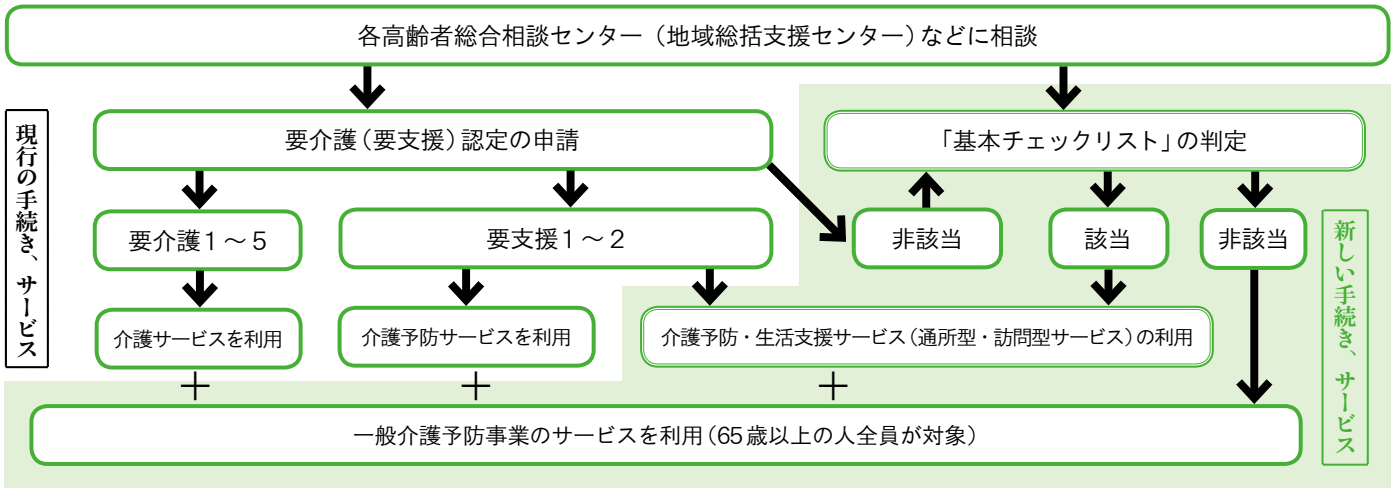 各高齢者総合相談センター（地域総括支援センター）などに相談
現行の手続き、サービス
要介護（要支援）認定の申請
「基本チェックリスト」の判定
要介護１～５
要支援１～２
非該当
該当
非該当
新しい手続き、サービス
介護サービスを利用
介護予防サービスを利用
介護予防・生活支援サービス（通所型・訪問型サービス）の利用
＋
＋
＋
一般介護予防事業のサービスを利用（65歳以上の人全員が対象）